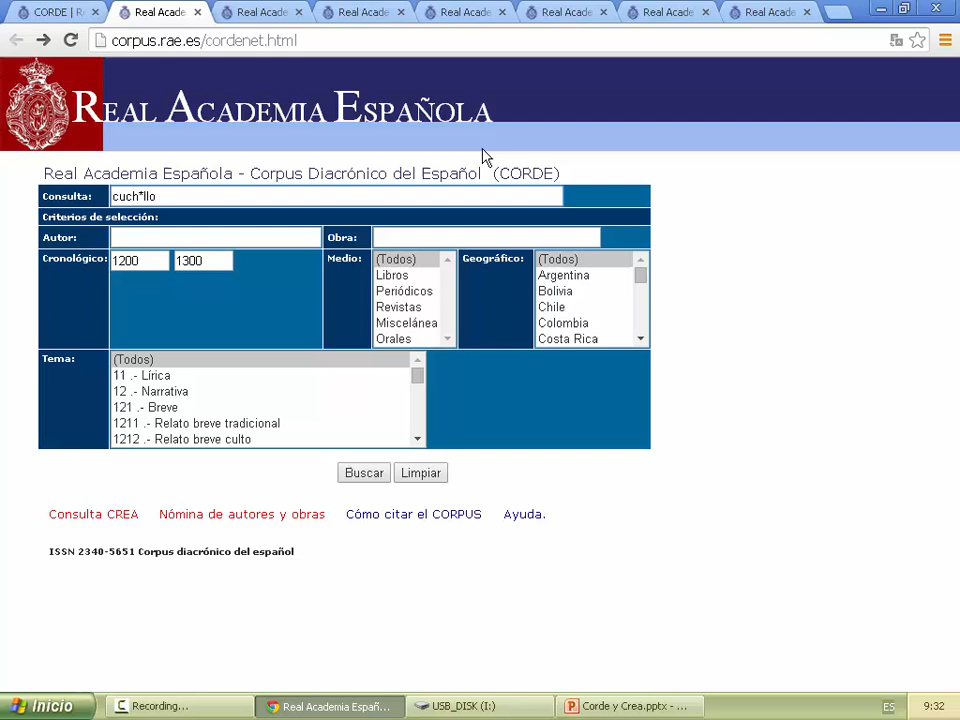 CORDE | R
Real Acade
Real Acade
Real Acade
Real Acade
Real Acade
Real Acade
Real Acade
corpus.rae.es/cordenet.html
REAL ACADEMIA ESPAÑOLA
Real Academia Española - Corpus Diacrónico del Español (CORDE)
Consulta: cuch*llo
Criterios de selección:
Autor: Obra:
Cronológico: 1200 1300 Medio: (Todos) Geográfico: (Todos)
Libros Argentina
Periódicos Bolivia
Revistas Chile
Miscelánea Colombia
Orales Costa Rica
Tema: (Todos)
11 .- Lírica
12 .- Narrativa
121 .- Breve
1211 .- Relato breve tradicional
1212 .- Relato breve culto
Buscar Limpiar
Consulta CREA Nómina de autores y obras Cómo citar el CORPUS Ayuda.
ISSN 2340-5651 Corpus diacrónico del español
Inicio Recording... Real Academia Españ... USB_DISK (I:) Corde y Crea.pptx - ... ES 9:32